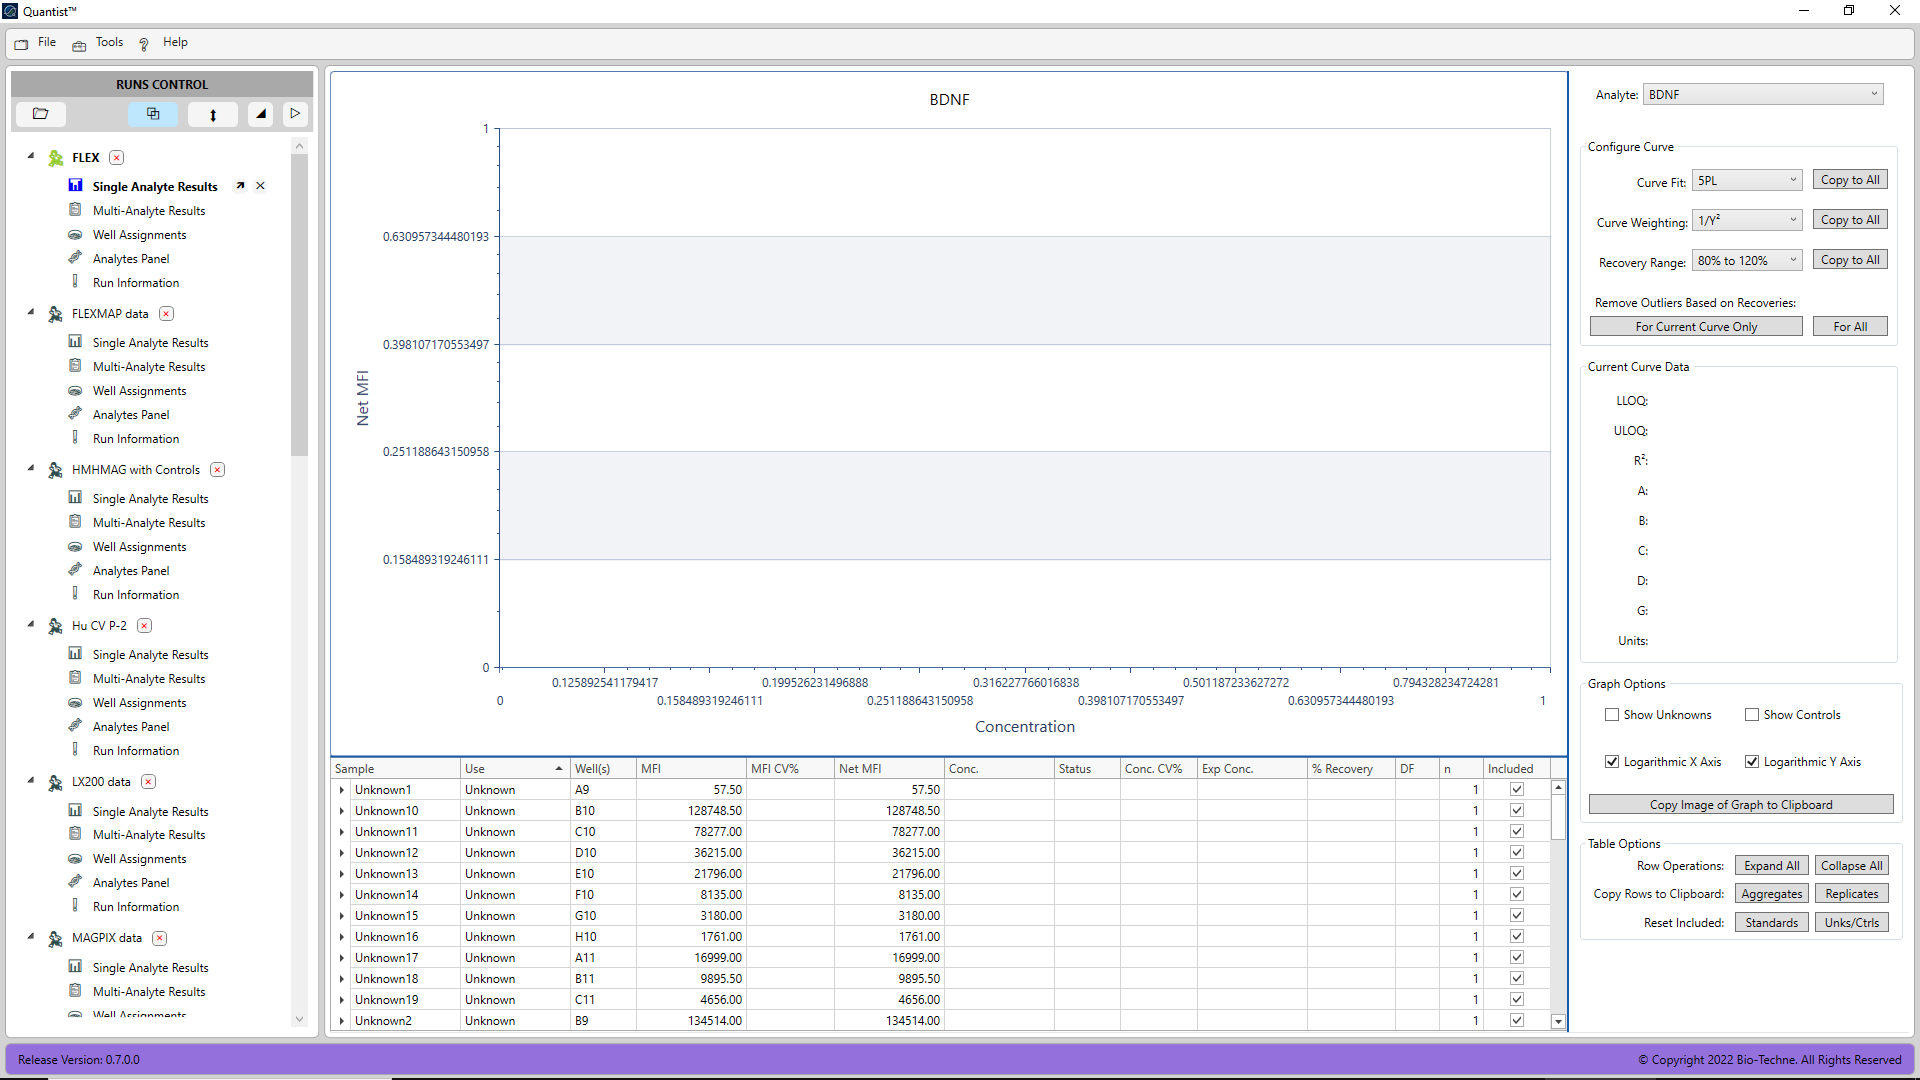 Quantist™
File Tools Help
RUNS CONTROL
FLEX
Single Analyte Results
Multi-Analyte Results
Well Assignments
Analytes Panel
Run Information
FLEXMAP data
Single Analyte Results
Multi-Analyte Results
Well Assignments
Analytes Panel
Run Information
HMHMAG with Controls
Single Analyte Results
Multi-Analyte Results
Well Assignments
Analytes Panel
Run Information
Hu CV P-2
Single Analyte Results
Multi-Analyte Results
Well Assignments
Analytes Panel
Run Information
LX200 data
Single Analyte Results
Multi-Analyte Results
Well Assignments
Analytes Panel
Run Information
MAGPIX data
Single Analyte Results
Multi-Analyte Results
Well Assignments
BDNF
Net MFI
1
0.630957344480193
0.398107170553497
0.251188643150958
0.158489319246111
0
0.125892541179417 0.199526231496888 0.316227766016838 0.501187233627272 0.794328234724281
0 0.158489319246111 0.251188643150958 0.398107170553497 0.630957344480193 1
Concentration
Sample Use Well(s) MFI MFI CV% Net MFI Conc. Status Conc. CV% Exp Conc. % Recovery DF n Included
Unknown1 Unknown A9 57.50 57.50 1
Unknown10 Unknown B10 128748.50 128748.50 1
Unknown11 Unknown C10 78277.00 78277.00 1
Unknown12 Unknown D10 36215.00 36215.00 1
Unknown13 Unknown E10 21796.00 21796.00 1
Unknown14 Unknown F10 8135.00 8135.00 1
Unknown15 Unknown G10 3180.00 3180.00 1
Unknown16 Unknown H10 1761.00 1761.00 1
Unknown17 Unknown A11 16999.00 16999.00 1
Unknown18 Unknown B11 9895.50 9895.50 1
Unknown19 Unknown C11 4656.00 4656.00 1
Unknown2 Unknown B9 134514.00 134514.00 1
Analyte: BDNF
Configure Curve
Curve Fit: 5PL Copy to All
Curve Weighting: 1/Y² Copy to All
Recovery Range: 80% to 120% Copy to All
Remove Outliers Based on Recoveries:
For Current Curve Only For All
Current Curve Data
LLOQ:
ULOQ:
R²:
A:
B:
C:
D:
G:
Units:
Graph Options
Show Unknowns Show Controls
Logarithmic X Axis Logarithmic Y Axis
Copy Image of Graph to Clipboard
Table Options
Row Operations: Expand All Collapse All
Copy Rows to Clipboard: Aggregates Replicates
Reset Included: Standards Unks/Ctrls
Release Version: 0.7.0.0
© Copyright 2022 Bio-Techne. All Rights Reserved